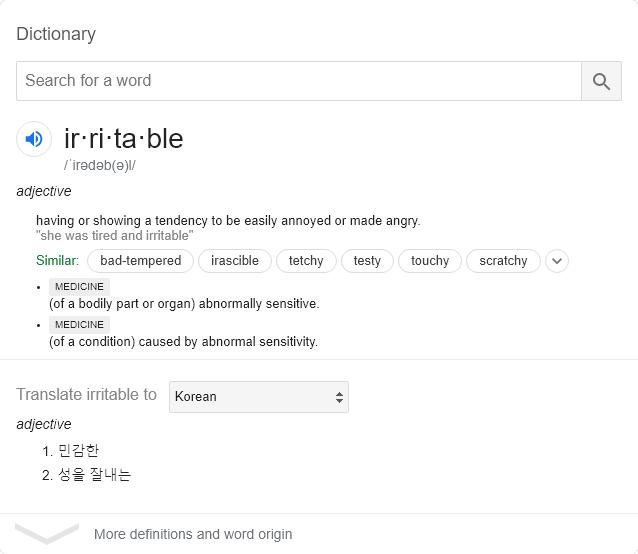 Dictionary
Search for a word
ir·ri·ta·ble
/ˈirədəb(ə)l/
adjective
having or showing a tendency to be easily annoyed or made angry.
"she was tired and irritable"
Similar: bad-tempered irascible tetchy testy touchy scratchy
• MEDICINE
(of a bodily part or organ) abnormally sensitive.
• MEDICINE
(of a condition) caused by abnormal sensitivity.
Translate irritable to Korean
adjective
1. 민감한
2. 성을 잘내는
More definitions and word origin